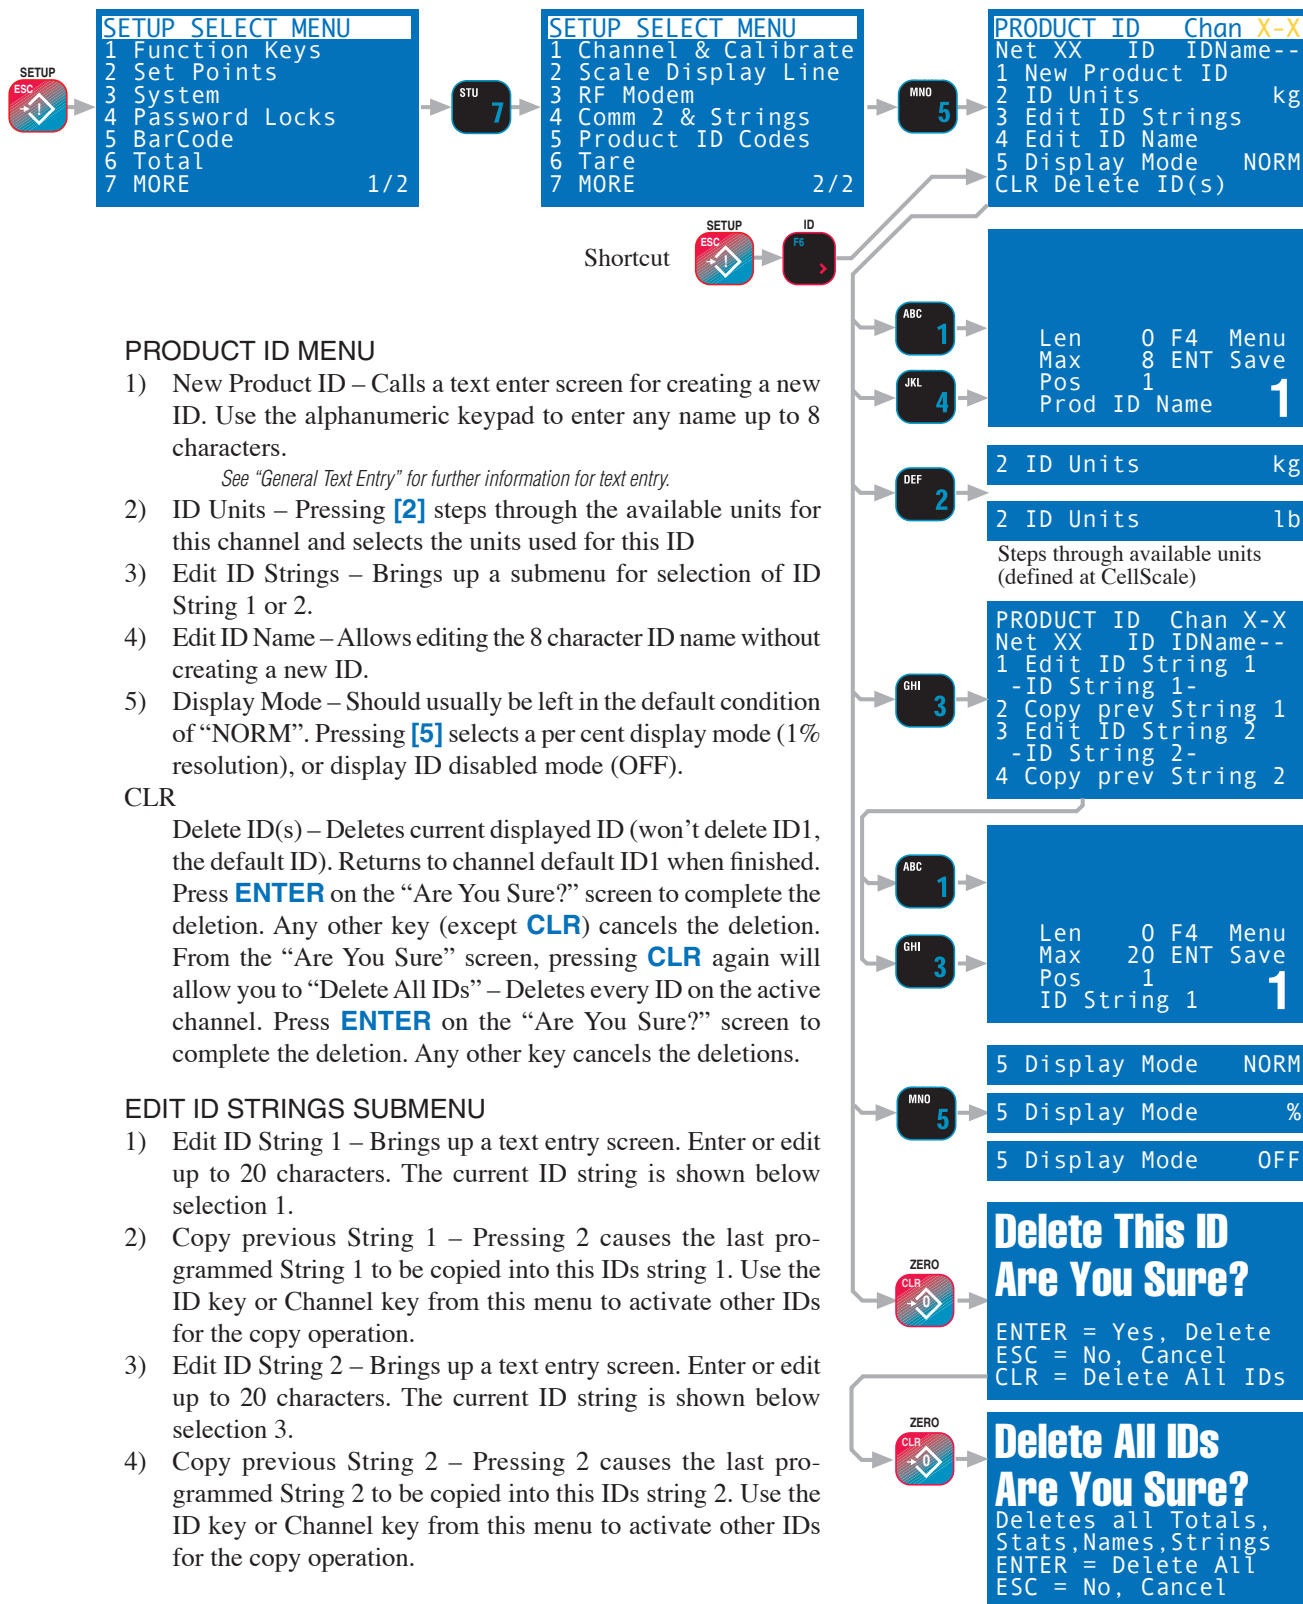 SETUP
ESC
SETUP SELECT MENU
1 Function Keys
2 Set Points
3 System
4 Password Locks
5 BarCode
6 Total
7 MORE 1/2
STU
7
SETUP SELECT MENU
1 Channel & Calibrate
2 Scale Display Line
3 RF Modem
4 Comm 2 & Strings
5 Product ID Codes
6 Tare
7 MORE 2/2
MNO
5
PRODUCT ID Chan X-X
Net XX ID IDName--
1 New Product ID
2 ID Units kg
3 Edit ID Strings
4 Edit ID Name
5 Display Mode NORM
CLR Delete ID(s)
Shortcut
SETUP
ESC
ID
F6
ABC
1
JKL
4
Len 0 F4 Menu
Max 8 ENT Save
Pos 1
Prod ID Name 1
DEF
2
2 ID Units kg
2 ID Units lb
Steps through available units
(defined at CellScale)
GHI
3
PRODUCT ID Chan X-X
Net XX ID IDName--
1 Edit ID String 1
-ID String 1-
2 Copy prev String 1
3 Edit ID String 2
-ID String 2-
4 Copy prev String 2
ABC
1
GHI
3
Len 0 F4 Menu
Max 20 ENT Save
Pos 1
ID String 1 1
MNO
5
5 Display Mode NORM
5 Display Mode %
5 Display Mode OFF
ZERO
CLR
0
Delete This ID
Are You Sure?
ENTER = Yes, Delete
ESC = No, Cancel
CLR = Delete All IDs
ZERO
CLR
0
Delete All IDs
Are You Sure?
Deletes all Totals,
Stats,Names,Strings
ENTER = Delete All
ESC = No, Cancel
PRODUCT ID MENU
1) New Product ID – Calls a text enter screen for creating a new
ID. Use the alphanumeric keypad to enter any name up to 8
characters.
See “General Text Entry” for further information for text entry.
2) ID Units – Pressing [2] steps through the available units for
this channel and selects the units used for this ID
3) Edit ID Strings – Brings up a submenu for selection of ID
String 1 or 2.
4) Edit ID Name – Allows editing the 8 character ID name without
creating a new ID.
5) Display Mode – Should usually be left in the default condition
of “NORM”. Pressing [5] selects a per cent display mode (1%
resolution), or display ID disabled mode (OFF).
CLR
Delete ID(s) – Deletes current displayed ID (won’t delete ID1,
the default ID). Returns to channel default ID1 when finished.
Press ENTER on the “Are You Sure?” screen to complete the
deletion. Any other key (except CLR) cancels the deletion.
From the “Are You Sure” screen, pressing CLR again will
allow you to “Delete All IDs” – Deletes every ID on the active
channel. Press ENTER on the “Are You Sure?” screen to
complete the deletion. Any other key cancels the deletions.
EDIT ID STRINGS SUBMENU
1) Edit ID String 1 – Brings up a text entry screen. Enter or edit
up to 20 characters. The current ID string is shown below
selection 1.
2) Copy previous String 1 – Pressing 2 causes the last pro-
grammed String 1 to be copied into this IDs string 1. Use the
ID key or Channel key from this menu to activate other IDs
for the copy operation.
3) Edit ID String 2 – Brings up a text entry screen. Enter or edit
up to 20 characters. The current ID string is shown below
selection 3.
4) Copy previous String 2 – Pressing 2 causes the last pro-
grammed String 2 to be copied into this IDs string 2. Use the
ID key or Channel key from this menu to activate other IDs
for the copy operation.